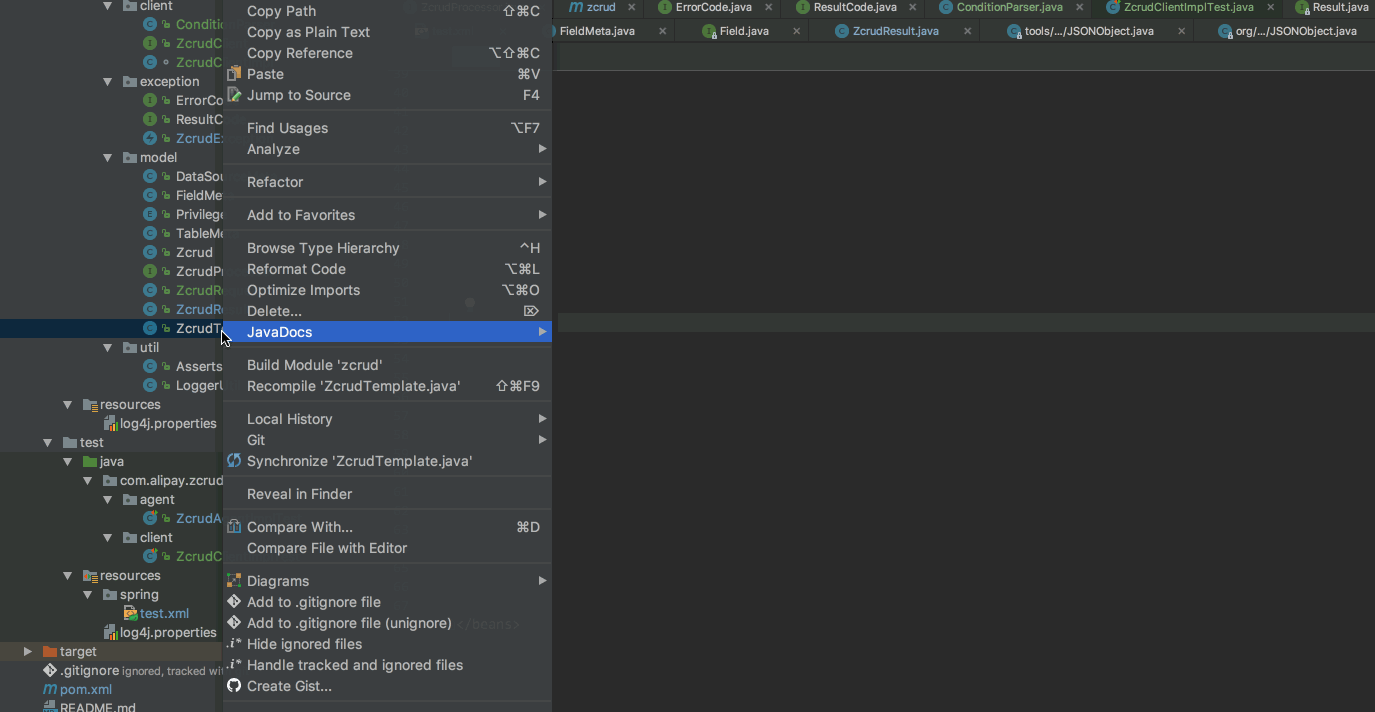 client
Conditio
ZcrudC
ZcrudC
exception
ErrorCo
ResultC
ZcrudE
model
DataSou
FieldMe
Privilege
TableMe
Zcrud
ZcrudPr
ZcrudRe
ZcrudRe
ZcrudT
util
Asserts
LoggerU
resources
log4j.properties
test
java
com.alipay.zcrud
agent
ZcrudA
client
ZcrudC
resources
spring
test.xml
log4j.properties
target
.gitignore ignored, tracked wit
pom.xml
README.md
Copy Path ⇧⌘C
Copy as Plain Text
Copy Reference ⌥⇧⌘C
Paste ⌘V
Jump to Source F4
Find Usages ⌥F7
Analyze
Refactor
Add to Favorites
Browse Type Hierarchy ^H
Reformat Code ⌥⌘L
Optimize Imports ⌥⌘O
Delete... ⌦
JavaDocs
Build Module 'zcrud'
Recompile 'ZcrudTemplate.java' ⇧⌘F9
Local History
Git
Synchronize 'ZcrudTemplate.java'
Reveal in Finder
Compare With... ⌘D
Compare File with Editor
Diagrams
Add to .gitignore file
Add to .gitignore file (unignore)
</beans>
Hide ignored files
Handle tracked and ignored files
Create Gist...
zcrud ErrorCode.java ResultCode.java ConditionParser.java ZcrudClientImplTest.java Result.java
FieldMeta.java Field.java ZcrudResult.java tools/.../JSONObject.java org/.../JSONObject.java